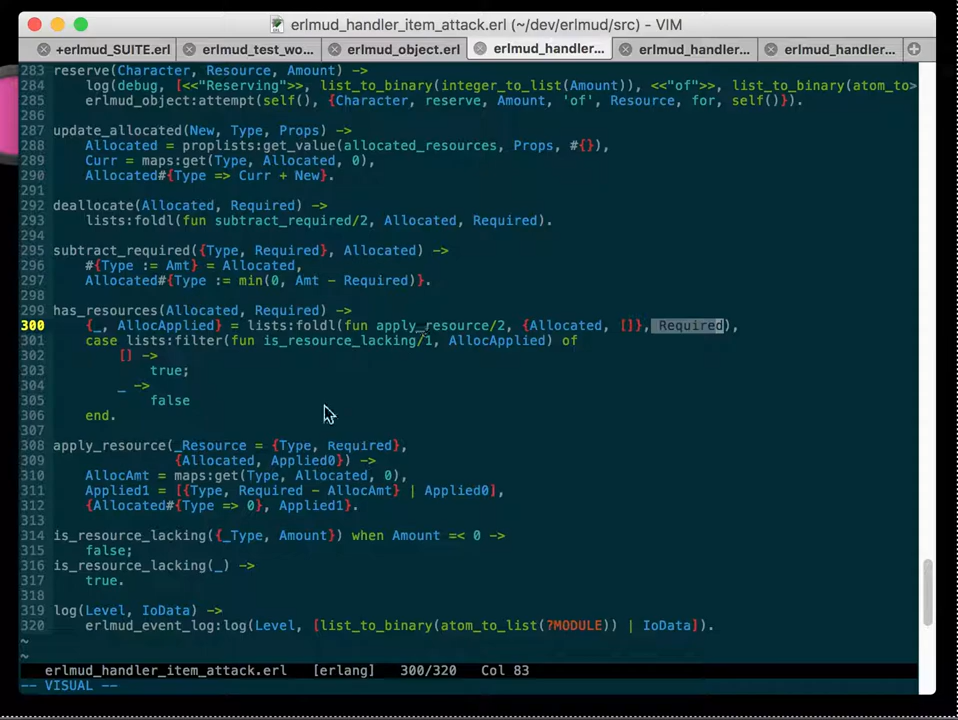 erlmud_handler_item_attack.erl (~/dev/erlmud/src) - VIM
+erlmud_SUITE.erl erlmud_test_wo... erlmud_object.erl erlmud_handler... erlmud_handler... erlmud_handler...
283 reserve(Character, Resource, Amount) ->
284     log(debug, [<<"Reserving">>, list_to_binary(integer_to_list(Amount)), <<"of">>, list_to_binary(atom_to>
285     erlmud_object:attempt(self(), {Character, reserve, Amount, 'of', Resource, for, self()}).
286
287 update_allocated(New, Type, Props) ->
288     Allocated = proplists:get_value(allocated_resources, Props, #{}),
289     Curr = maps:get(Type, Allocated, 0),
290     Allocated#{Type => Curr + New}.
291
292 deallocate(Allocated, Required) ->
293     lists:foldl(fun subtract_required/2, Allocated, Required).
294
295 subtract_required({Type, Required}, Allocated) ->
296     #{Type := Amt} = Allocated,
297     Allocated#{Type := min(0, Amt - Required)}.
298
299 has_resources(Allocated, Required) ->
300     {_, AllocApplied} = lists:foldl(fun apply_resource/2, {Allocated, []}, Required),
301     case lists:filter(fun is_resource_lacking/1, AllocApplied) of
302         [] ->
303             true;
304         _ ->
305             false
306     end.
307
308 apply_resource(_Resource = {Type, Required},
309                {Allocated, Applied0}) ->
310     AllocAmt = maps:get(Type, Allocated, 0),
311     Applied1 = [{Type, Required - AllocAmt} | Applied0],
312     {Allocated#{Type => 0}, Applied1}.
313
314 is_resource_lacking({_Type, Amount}) when Amount =< 0 ->
315     false;
316 is_resource_lacking(_) ->
317     true.
318
319 log(Level, IoData) ->
320     erlmud_event_log:log(Level, [list_to_binary(atom_to_list(?MODULE)) | IoData]).
~
~
erlmud_handler_item_attack.erl [erlang] 300/320 Col 83
-- VISUAL --